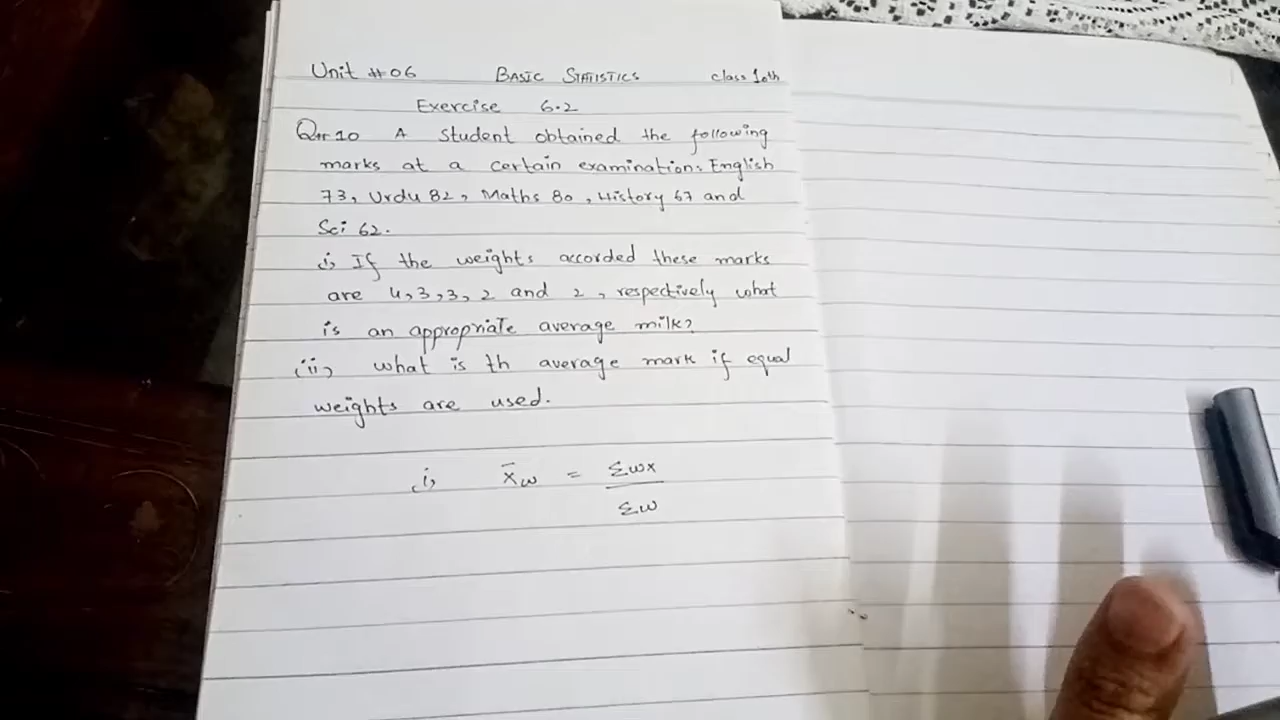 Unit # 06 BASIC STATISTICS class 10th
Exercise 6.2
Q # 10 A student obtained the following
marks at a certain examination: English
73, Urdu 82, Maths 80, History 67 and
Sci 62.
i, If the weights accorded these marks
are 4,3,3,2 and 2, respectively what
is an appropriate average milk?
(ii) what is th average mark if equal
weights are used.
i, x̄w = Σwx / Σw